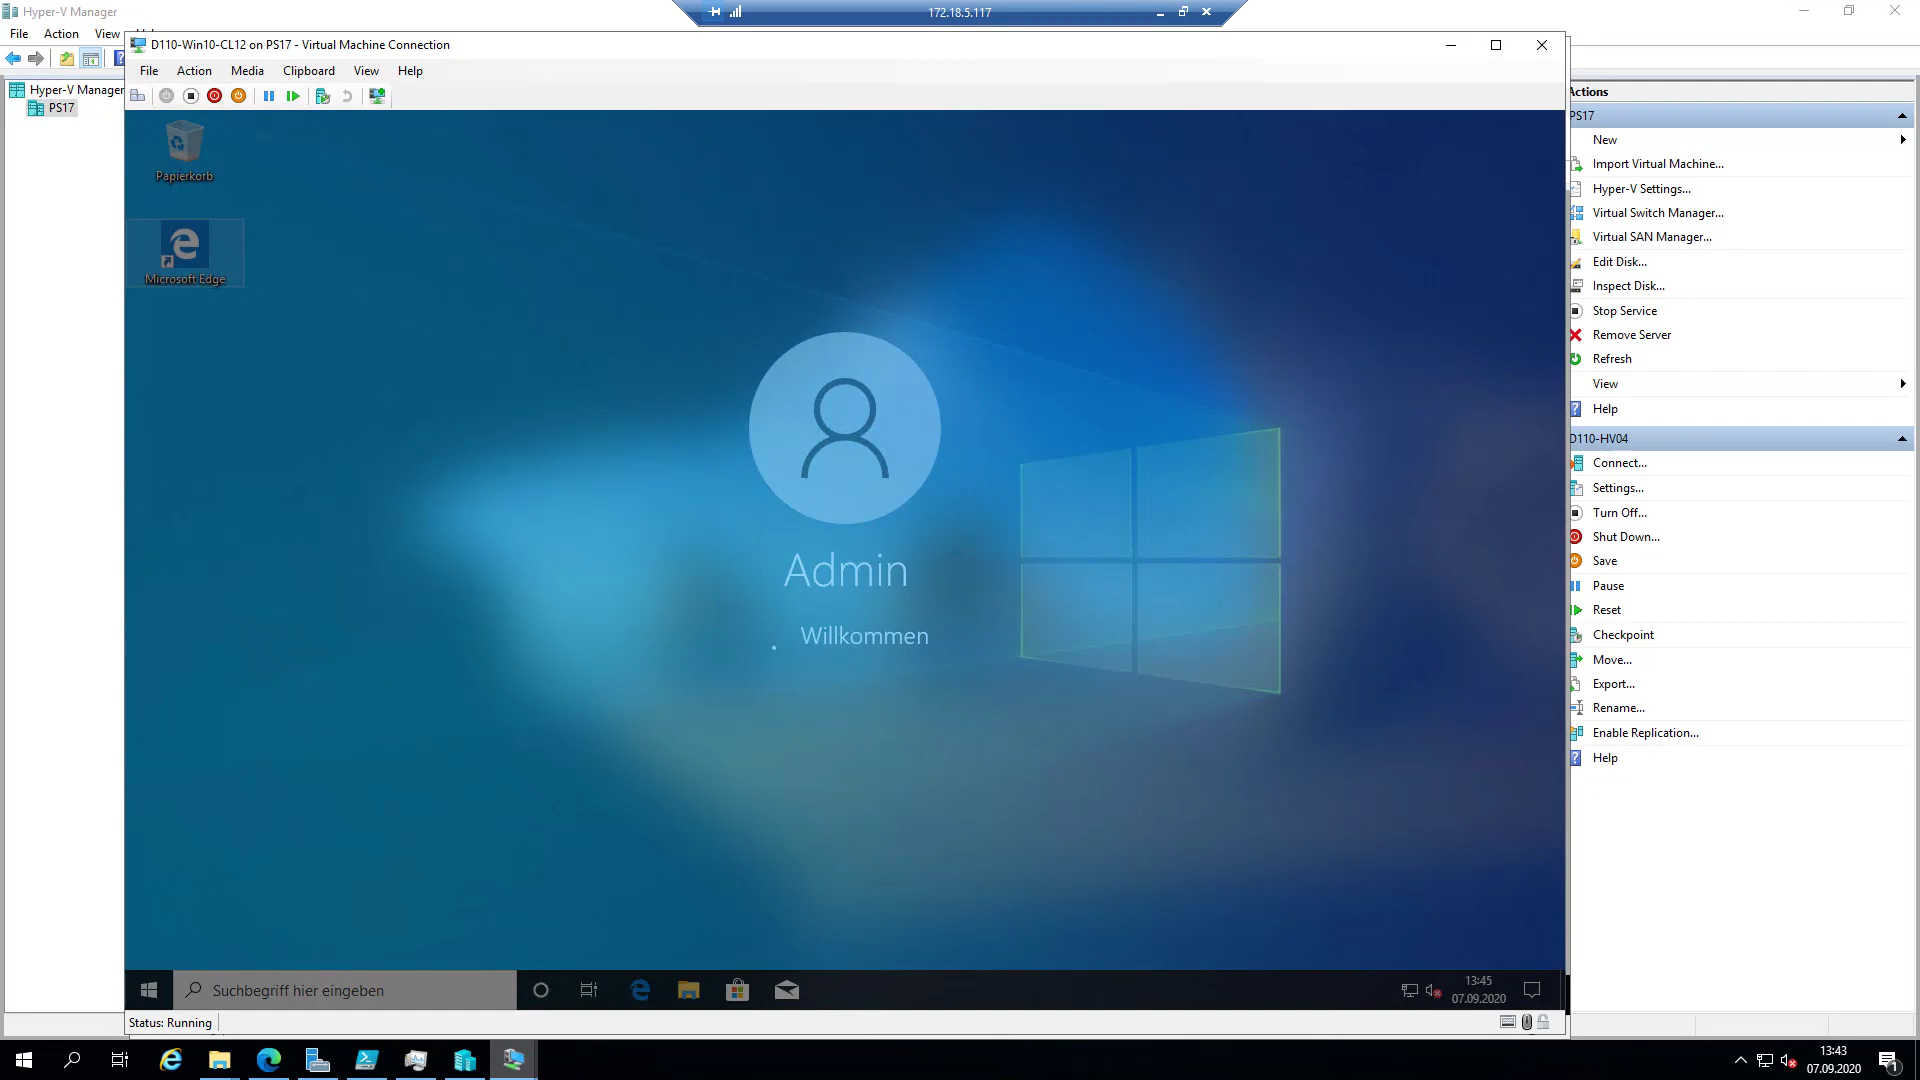 Hyper-V Manager
172.18.5.117
File Action View
D110-Win10-CL12 on PS17 - Virtual Machine Connection
File Action Media Clipboard View Help
Hyper-V Manager
PS17
Papierkorb
Microsoft Edge
Admin
Willkommen
Suchbegriff hier eingeben
13:45
07.09.2020
Status: Running
Actions
PS17
New
Import Virtual Machine...
Hyper-V Settings...
Virtual Switch Manager...
Virtual SAN Manager...
Edit Disk...
Inspect Disk...
Stop Service
Remove Server
Refresh
View
Help
D110-HV04
Connect...
Settings...
Turn Off...
Shut Down...
Save
Pause
Reset
Checkpoint
Move...
Export...
Rename...
Enable Replication...
Help
13:43
07.09.2020
1